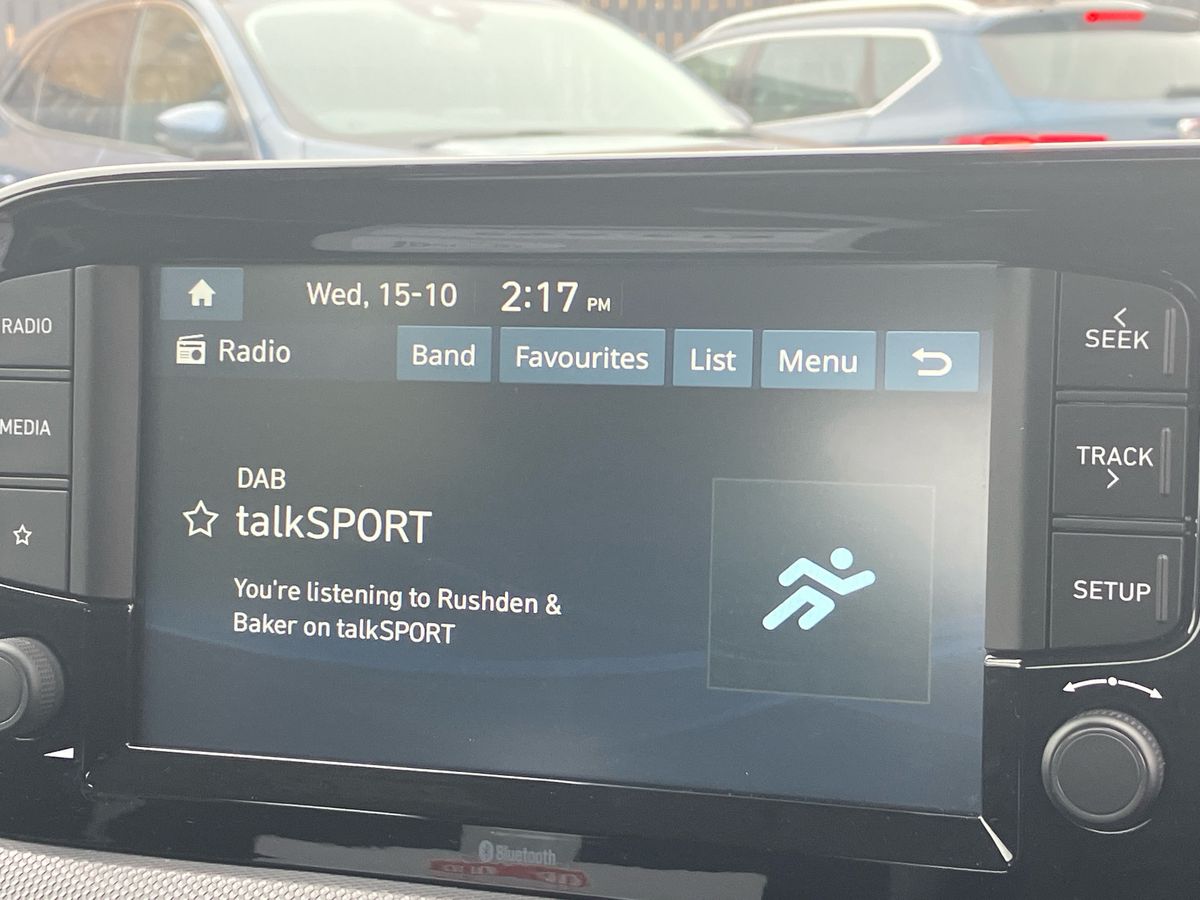 Wed, 15-10 2:17 PM
RADIO
Radio Band Favourites List Menu
SEEK
MEDIA
TRACK
DAB
talkSPORT
You're listening to Rushden &
Baker on talkSPORT
SETUP
Bluetooth